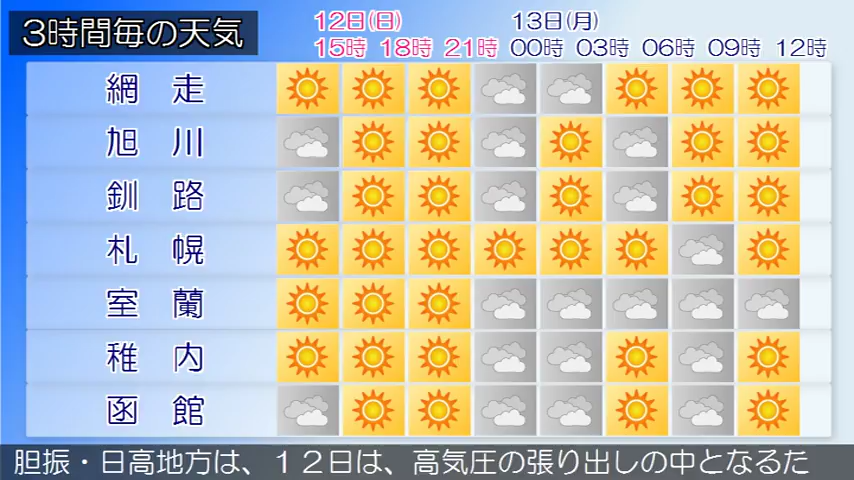 3時間毎の天気
12日(日) 13日(月)
15時 18時 21時 00時 03時 06時 09時 12時
網 走
旭 川
釧 路
札 幌
室 蘭
稚 内
函 館
胆振・日高地方は、12日は、高気圧の張り出しの中となるた